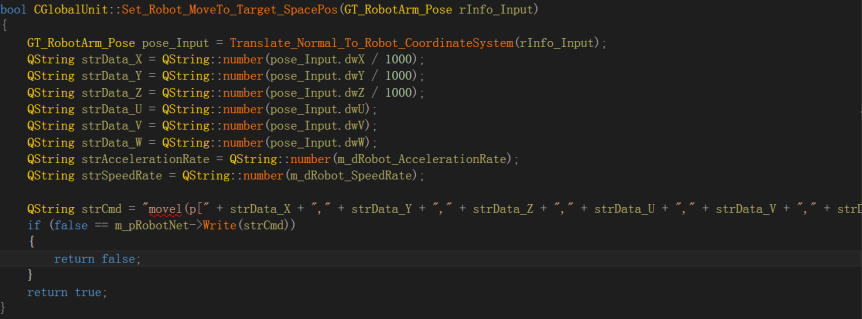 bool CGlobalUnit::Set_Robot_MoveTo_Target_SpacePos(GT_RobotArm_Pose rInfo_Input)
{
GT_RobotArm_Pose pose_Input = Translate_Normal_To_Robot_CoordinateSystem(rInfo_Input);
QString strData_X = QString::number(pose_Input.dwX / 1000);
QString strData_Y = QString::number(pose_Input.dwY / 1000);
QString strData_Z = QString::number(pose_Input.dwZ / 1000);
QString strData_U = QString::number(pose_Input.dwU);
QString strData_V = QString::number(pose_Input.dwV);
QString strData_W = QString::number(pose_Input.dwW);
QString strAccelerationRate = QString::number(m_dRobot_AccelerationRate);
QString strSpeedRate = QString::number(m_dRobot_SpeedRate);
QString strCmd = "movel(p[" + strData_X + "," + strData_Y + "," + strData_Z + "," + strData_U + "," + strData_V + "," +
if (false == m_pRobotNet->Write(strCmd))
{
return false;
}
return true;
}